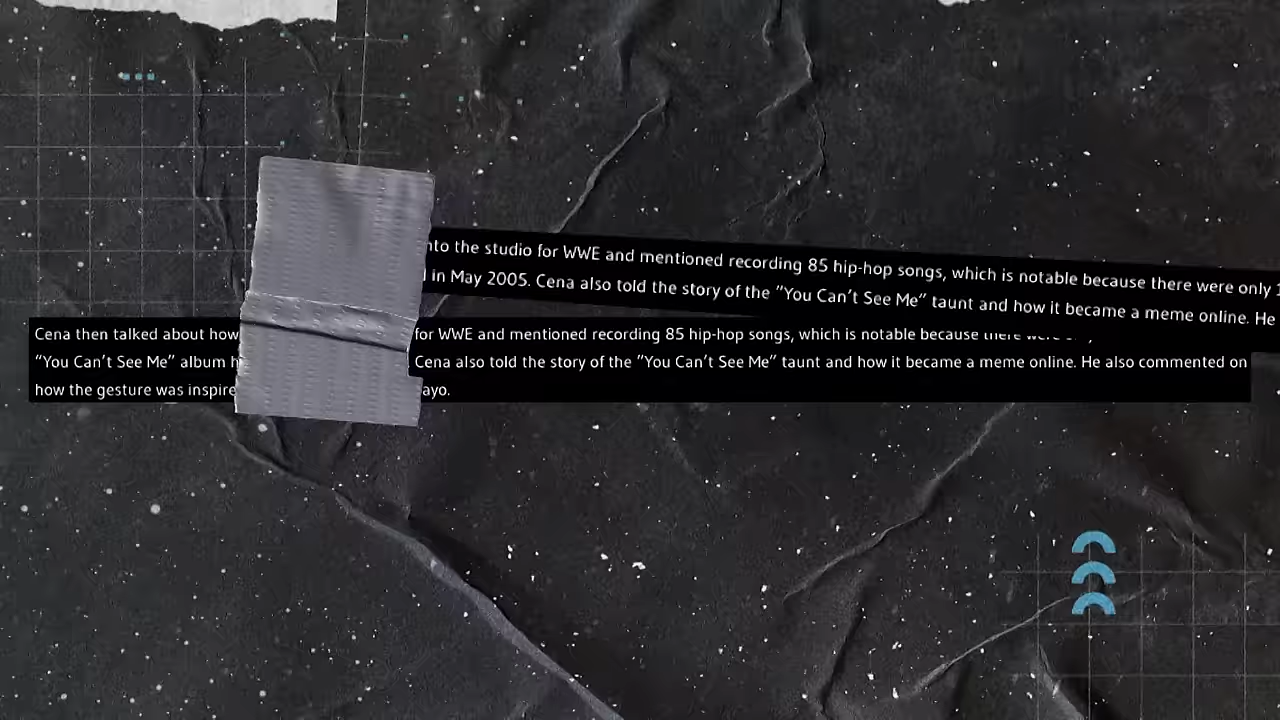 to the studio for WWE and mentioned recording 85 hip-hop songs, which is notable because there were only
in May 2005. Cena also told the story of the “You Can’t See Me” taunt and how it became a meme online. He
Cena then talked about how for WWE and mentioned recording 85 hip-hop songs, which is notable because there
“You Can’t See Me” album Cena also told the story of the “You Can’t See Me” taunt and how it became a meme online. He also commented on
how the gesture was